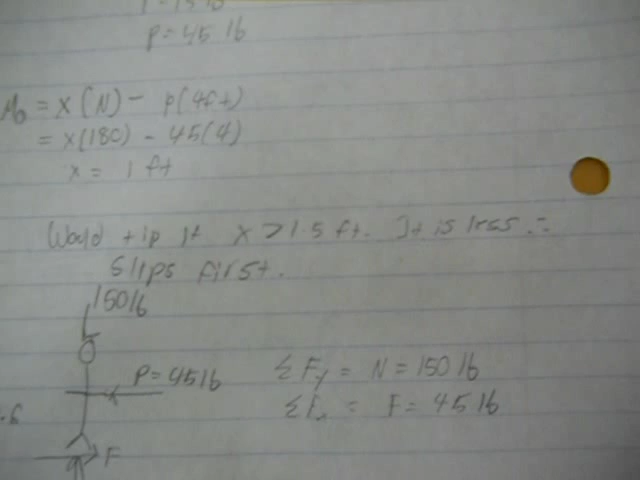 P = 45 lb
Mo = x (N) - P(4ft)
= x(180) - 45(4)
x = 1 ft
Would tip if x > 1.5 ft. It is less ∴
Slips first.
150 lb
P = 45 lb
ΣFy = N = 150 lb
ΣFx = F = 45 lb
F